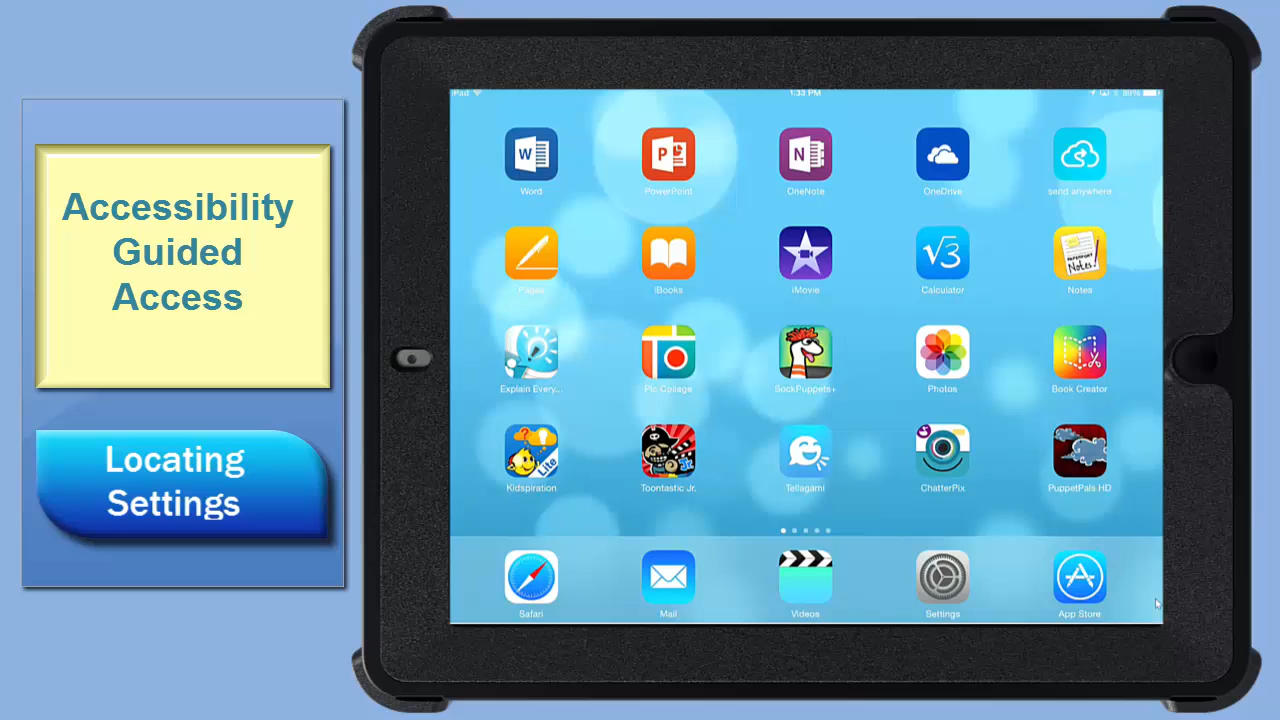 Accessibility
Guided
Access
Locating
Settings
iPad 1:33 PM
Word PowerPoint OneNote OneDrive send anywhere
Pages iBooks iMovie Calculator Notes
Explain Every... Pic Collage SockPuppets+ Photos Book Creator
Kidspiration Toontastic Jr. Tellagami ChatterPix PuppetPals HD
Safari Mail Videos Settings App Store